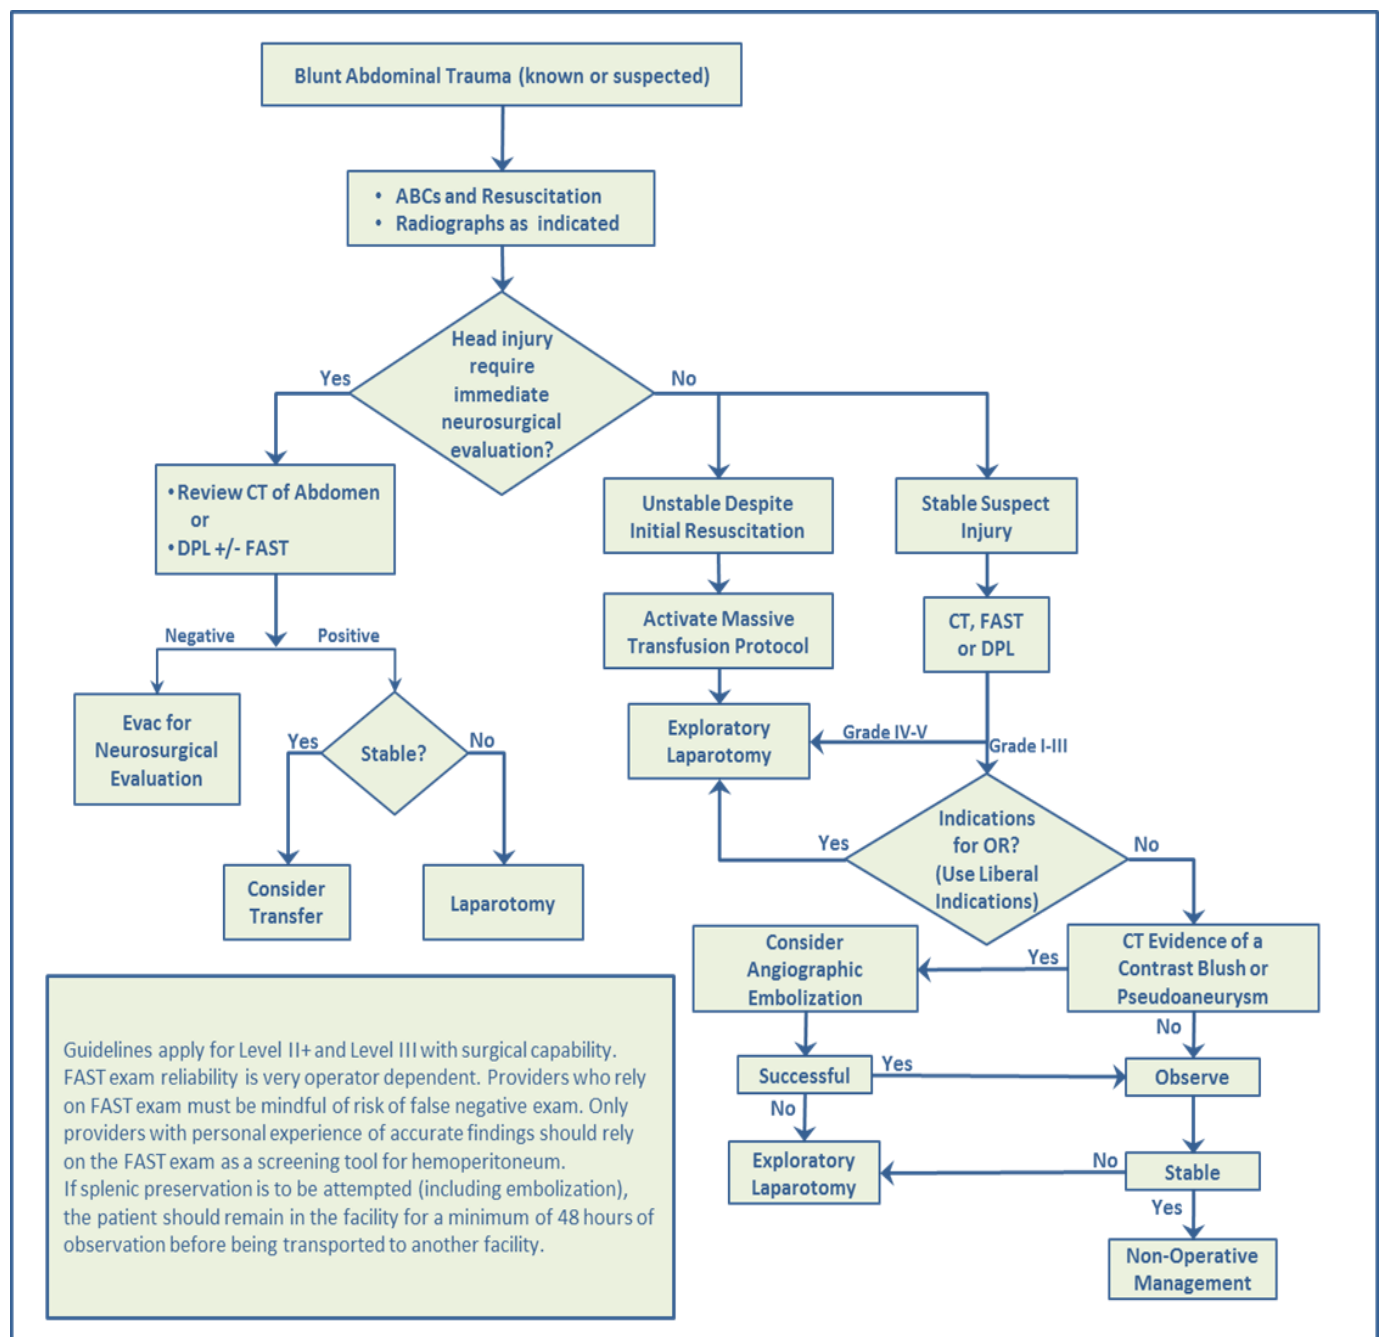 Blunt Abdominal Trauma (known or suspected)
• ABCs and Resuscitation
• Radiographs as indicated
Head injury
require
immediate
neurosurgical
evaluation?
Yes
No
• Review CT of Abdomen
or
• DPL +/- FAST
Unstable Despite
Initial Resuscitation
Stable Suspect
Injury
Activate Massive
Transfusion Protocol
CT, FAST
or DPL
Negative
Positive
Evac for
Neurosurgical
Evaluation
Stable?
Yes
No
Exploratory
Laparotomy
Grade IV-V
Grade I-III
Consider
Transfer
Laparotomy
Indications
for OR?
(Use Liberal
Indications)
Yes
No
Consider
Angiographic
Embolization
Yes
CT Evidence of a
Contrast Blush or
Pseudoaneurysm
No
Successful
Yes
Observe
No
Exploratory
Laparotomy
No
Stable
Yes
Non-Operative
Management
Guidelines apply for Level II+ and Level III with surgical capability.
FAST exam reliability is very operator dependent. Providers who rely
on FAST exam must be mindful of risk of false negative exam. Only
providers with personal experience of accurate findings should rely
on the FAST exam as a screening tool for hemoperitoneum.
If splenic preservation is to be attempted (including embolization),
the patient should remain in the facility for a minimum of 48 hours of
observation before being transported to another facility.